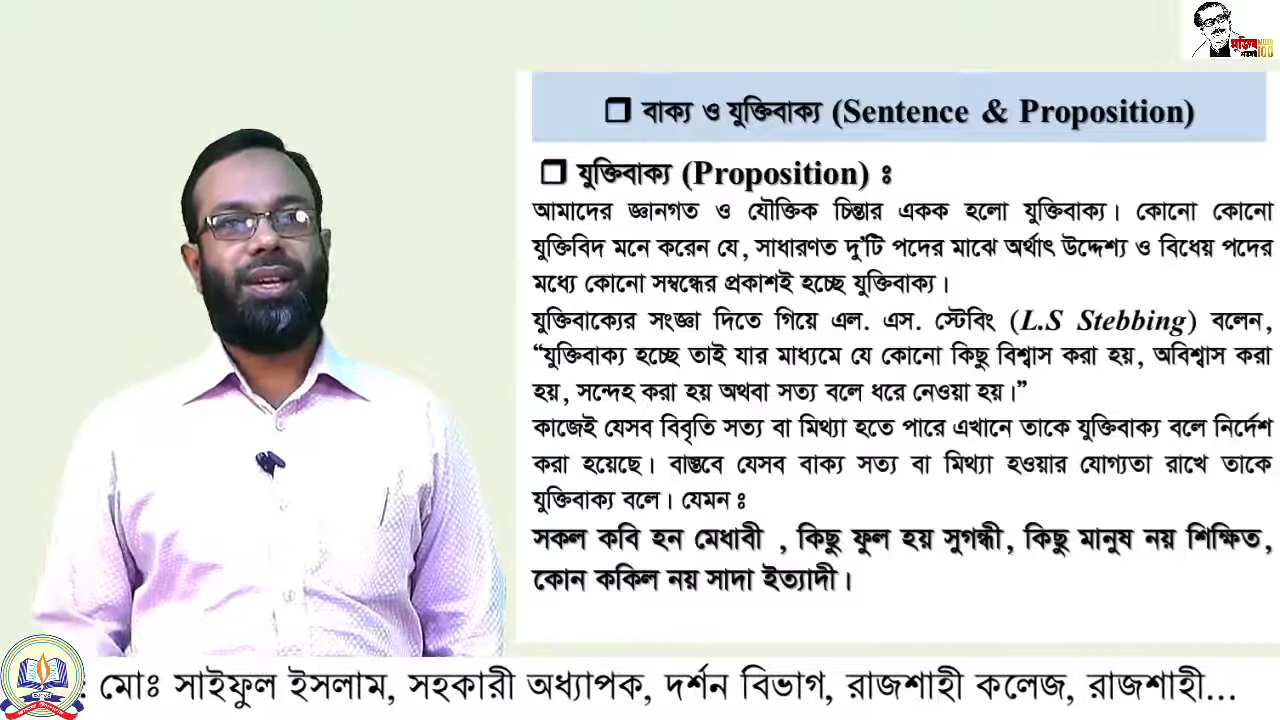 ❒ বাক্য ও যুক্তিবাক্য (Sentence & Proposition)
❒ যুক্তিবাক্য (Proposition) ঃ
আমাদের জ্ঞানগত ও যৌক্তিক চিন্তার একক হলো যুক্তিবাক্য। কোনো কোনো
যুক্তিবিদ মনে করেন যে, সাধারণত দু'টি পদের মাঝে অর্থাৎ উদ্দেশ্য ও বিধেয় পদের
মধ্যে কোনো সম্বন্ধের প্রকাশই হচ্ছে যুক্তিবাক্য।
যুক্তিবাক্যের সংজ্ঞা দিতে গিয়ে এল. এস. স্টেবিং (L.S Stebbing) বলেন,
“যুক্তিবাক্য হচ্ছে তাই যার মাধ্যমে যে কোনো কিছু বিশ্বাস করা হয়, অবিশ্বাস করা
হয়, সন্দেহ করা হয় অথবা সত্য বলে ধরে নেওয়া হয়।”
কাজেই যেসব বিবৃতি সত্য বা মিথ্যা হতে পারে এখানে তাকে যুক্তিবাক্য বলে নির্দেশ
করা হয়েছে। বাস্তবে যেসব বাক্য সত্য বা মিথ্যা হওয়ার যোগ্যতা রাখে তাকে
যুক্তিবাক্য বলে। যেমন ঃ
সকল কবি হন মেধাবী , কিছু ফুল হয় সুগন্ধী, কিছু মানুষ নয় শিক্ষিত,
কোন ককিল নয় সাদা ইত্যাদী।
মোঃ সাইফুল ইসলাম, সহকারী অধ্যাপক, দর্শন বিভাগ, রাজশাহী কলেজ, রাজশাহী...